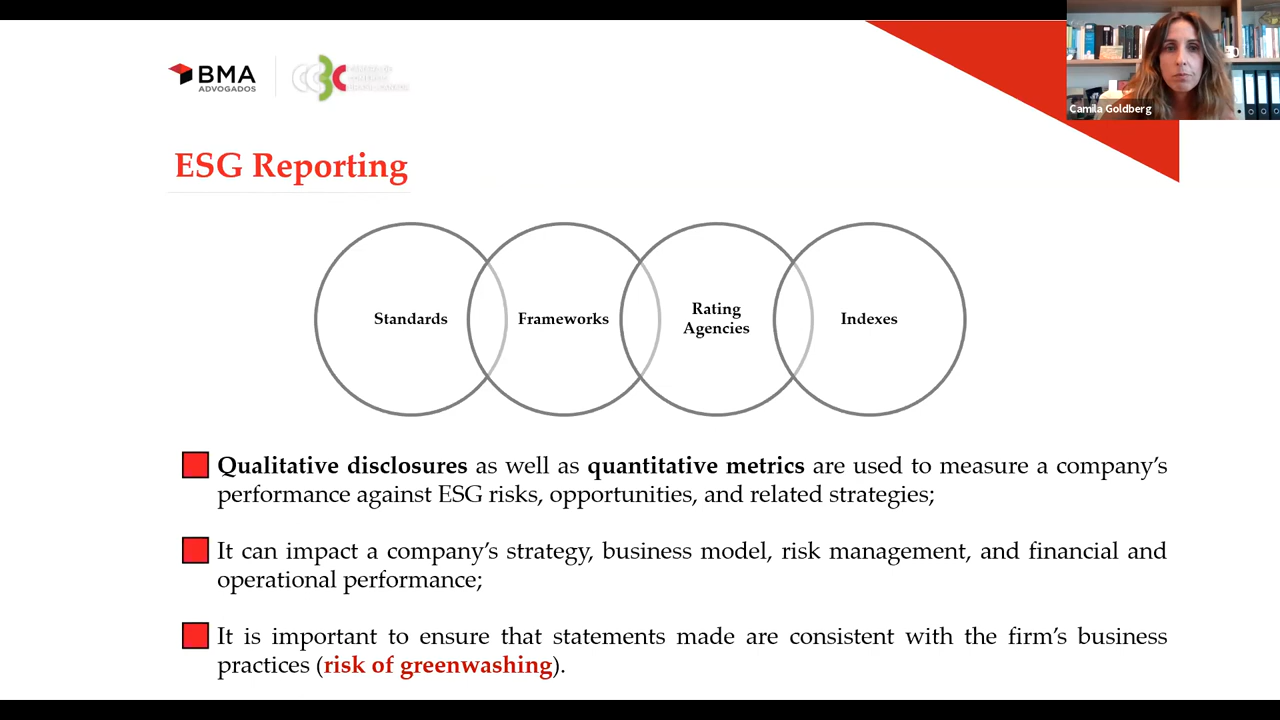 BMA
ADVOGADOS
Camila Goldberg
ESG Reporting
Standards
Frameworks
Rating
Agencies
Indexes
Qualitative disclosures as well as quantitative metrics are used to measure a company’s
performance against ESG risks, opportunities, and related strategies;
It can impact a company’s strategy, business model, risk management, and financial and
operational performance;
It is important to ensure that statements made are consistent with the firm’s business
practices (risk of greenwashing).